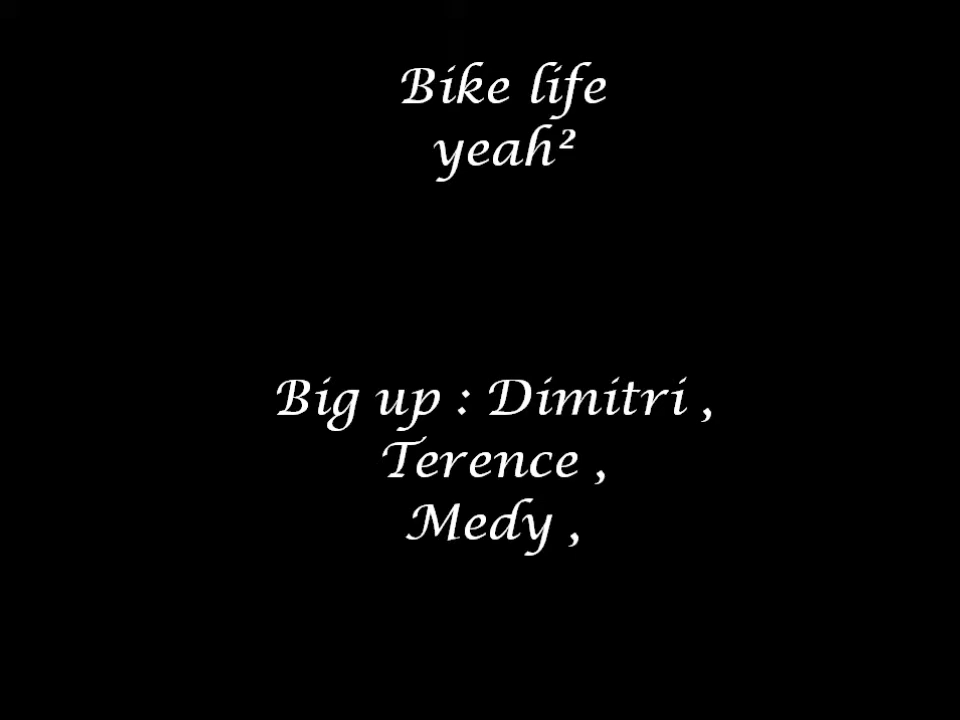 Bike life
yeah²
Big up : Dimitri ,
Terence ,
Medy ,